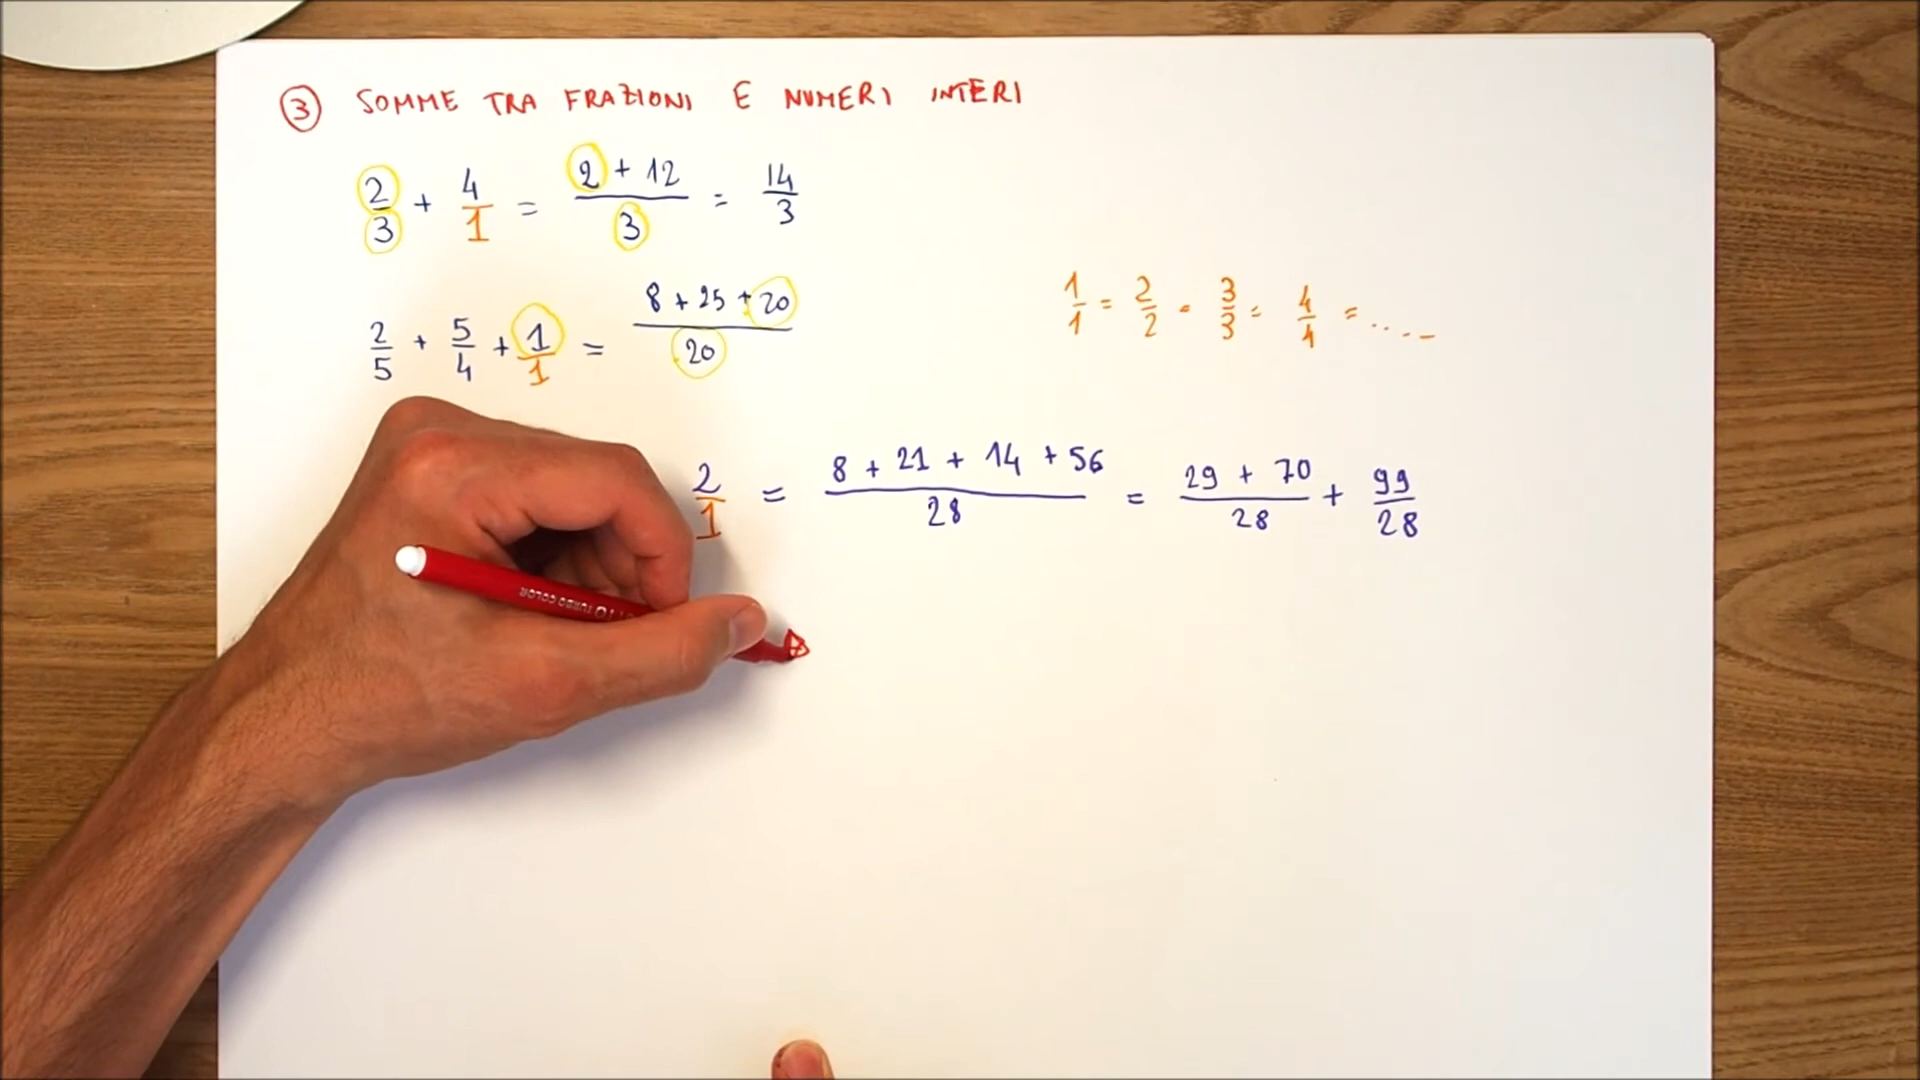 3 SOMME TRA FRAZIONI E NUMERI INTERI
2/3 + 4/1 = (2 + 12)/3 = 14/3
2/5 + 5/4 + 1/1 = (8 + 25 + 20)/20
1/1 = 2/2 = 3/3 = 4/4 = ....
2/1 = (8 + 21 + 14 + 56)/28 = (29 + 70)/28 + 99/28
TURBO COLOR